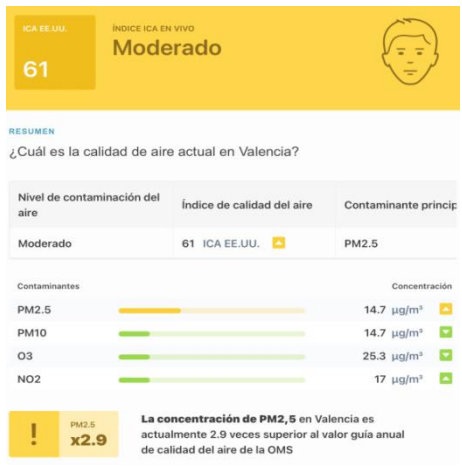 ICA EE.UU.
61
ÍNDICE ICA EN VIVO
Moderado
RESUMEN
¿Cuál es la calidad de aire actual en Valencia?
Nivel de contaminación del aire
Índice de calidad del aire
Contaminante princip
Moderado
61 ICA EE.UU.
PM2.5
Contaminantes
Concentración
PM2.5 14.7 µg/m³
PM10 14.7 µg/m³
O3 25.3 µg/m³
NO2 17 µg/m³
!
PM2.5
x2.9
La concentración de PM2,5 en Valencia es
actualmente 2.9 veces superior al valor guía anual
de calidad del aire de la OMS